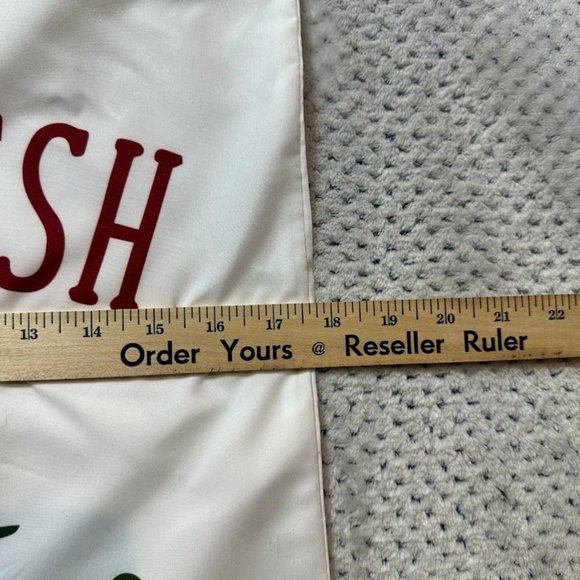 SH
13 14 15 16 17 18 19 20 21 22
Order Yours @ Reseller Ruler